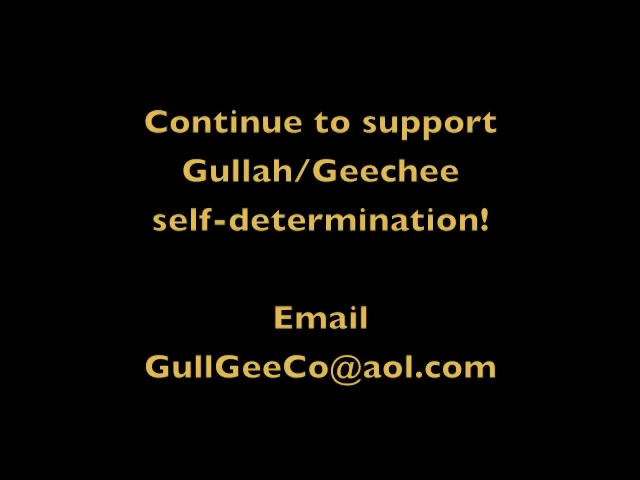 Continue to support
Gullah/Geechee
self-determination!
Email
GullGeeCo@aol.com